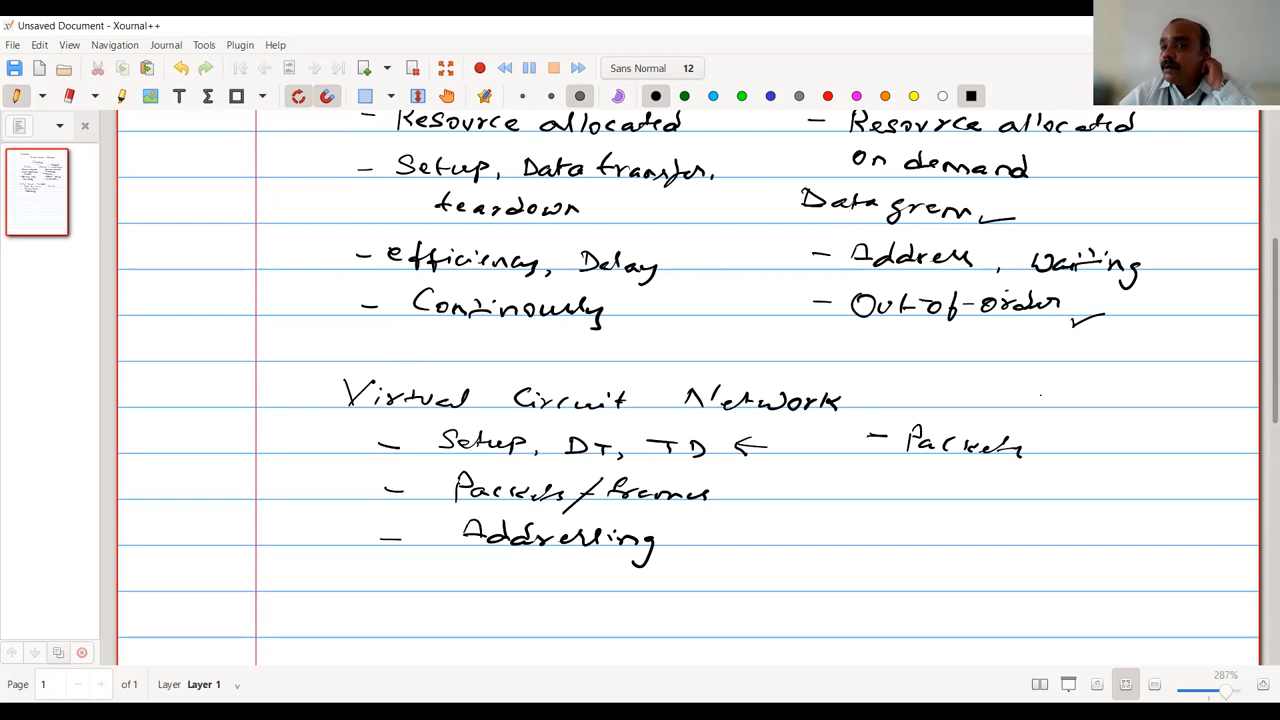 Unsaved Document - Xournal++
File Edit View Navigation Journal Tools Plugin Help
Sans Normal 12
- Resource allocated
- Setup, Data transfer,
teardown
- efficiency, Delay
- Continously
- Resource allocated
on demand
Datagrem
- Address, Waiting
- Out-of-order
Virtual Circuit Network
- Setup, DT, TD ← - Packets
- Packets/frames
- Addressing
Page 1 of 1 Layer Layer 1
287%